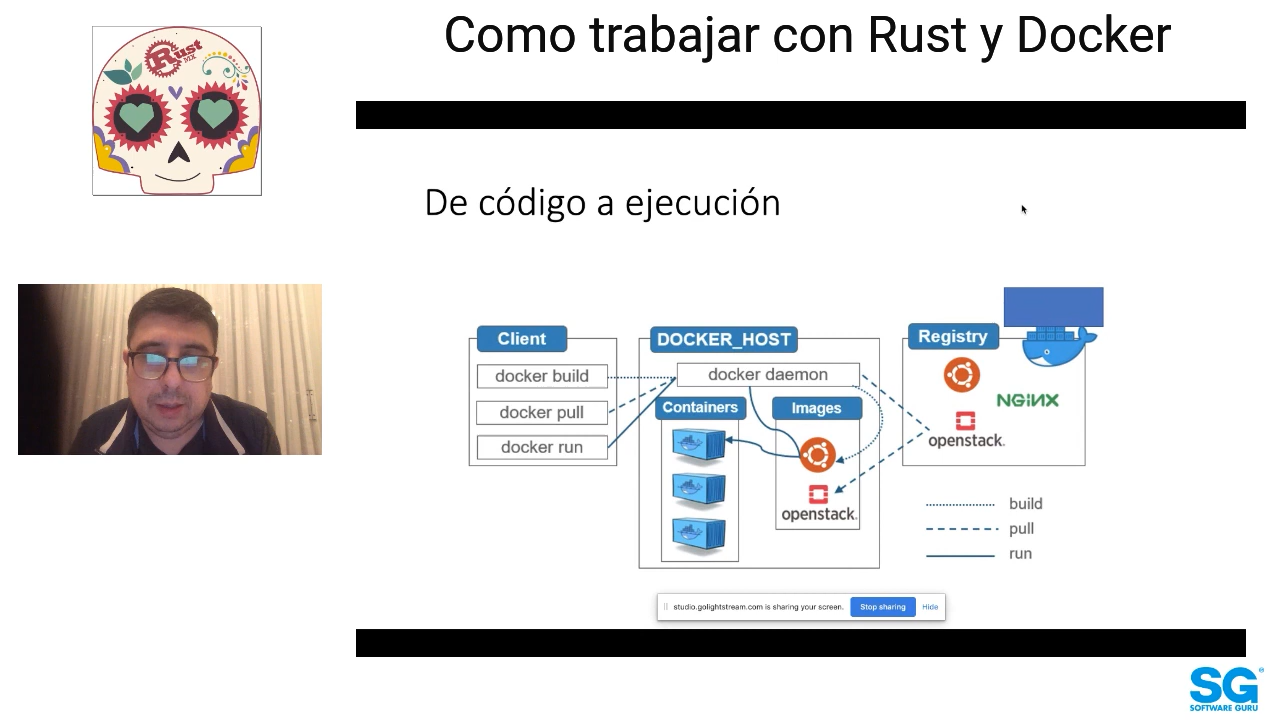 Como trabajar con Rust y Docker
Rust
MX
De código a ejecución
Client
docker build
docker pull
docker run
DOCKER_HOST
docker daemon
Containers
Images
openstack.
Registry
NGiNX
openstack.
build
pull
run
studio.golightstream.com is sharing your screen.
Stop sharing
Hide
SG®
SOFTWARE GURU